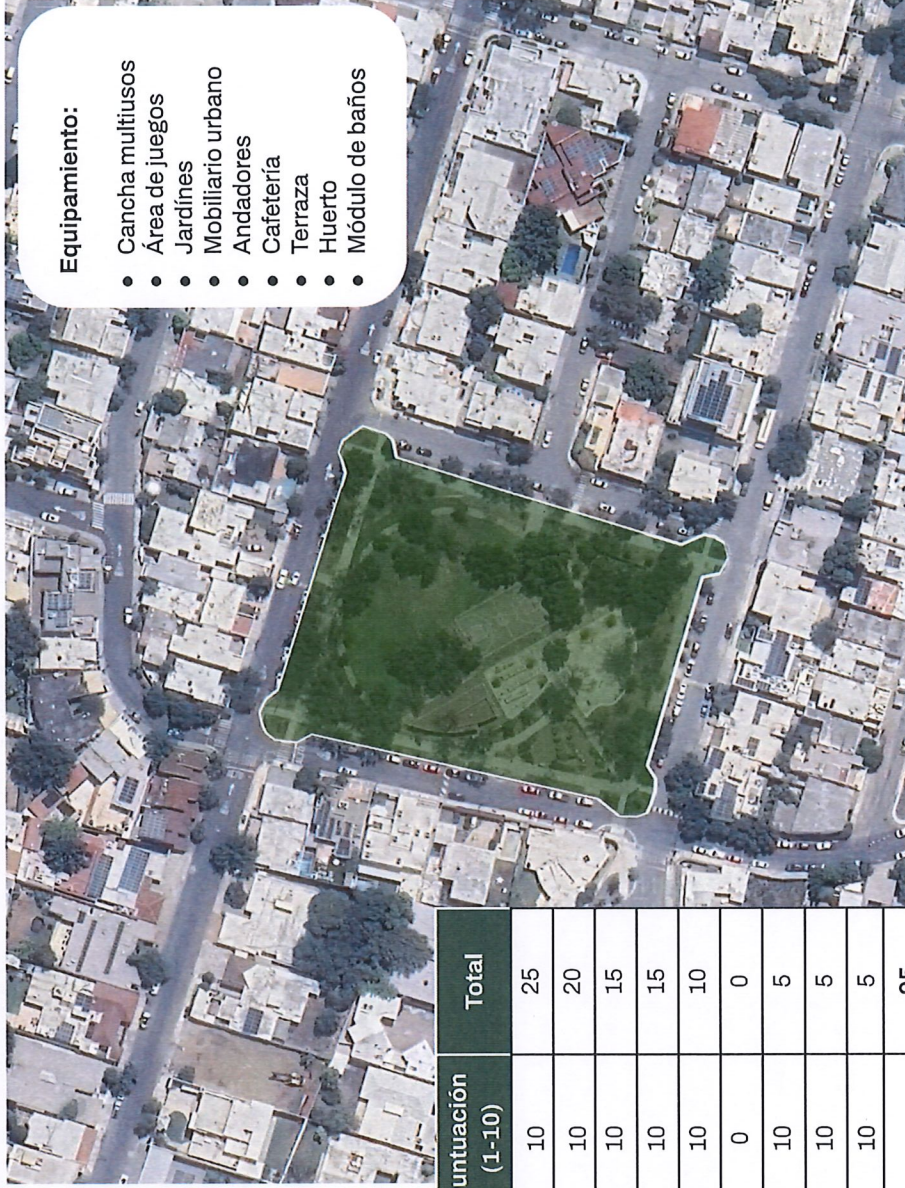 Equipamiento:
• Cancha multiusos
• Área de juegos
• Jardínes
• Mobiliario urbano
• Andadores
• Cafetería
• Terraza
• Huerto
• Módulo de baños
untuación Total
(1-10)
10 25
10 20
10 15
10 15
10 10
0 0
10 5
10 5
10 5